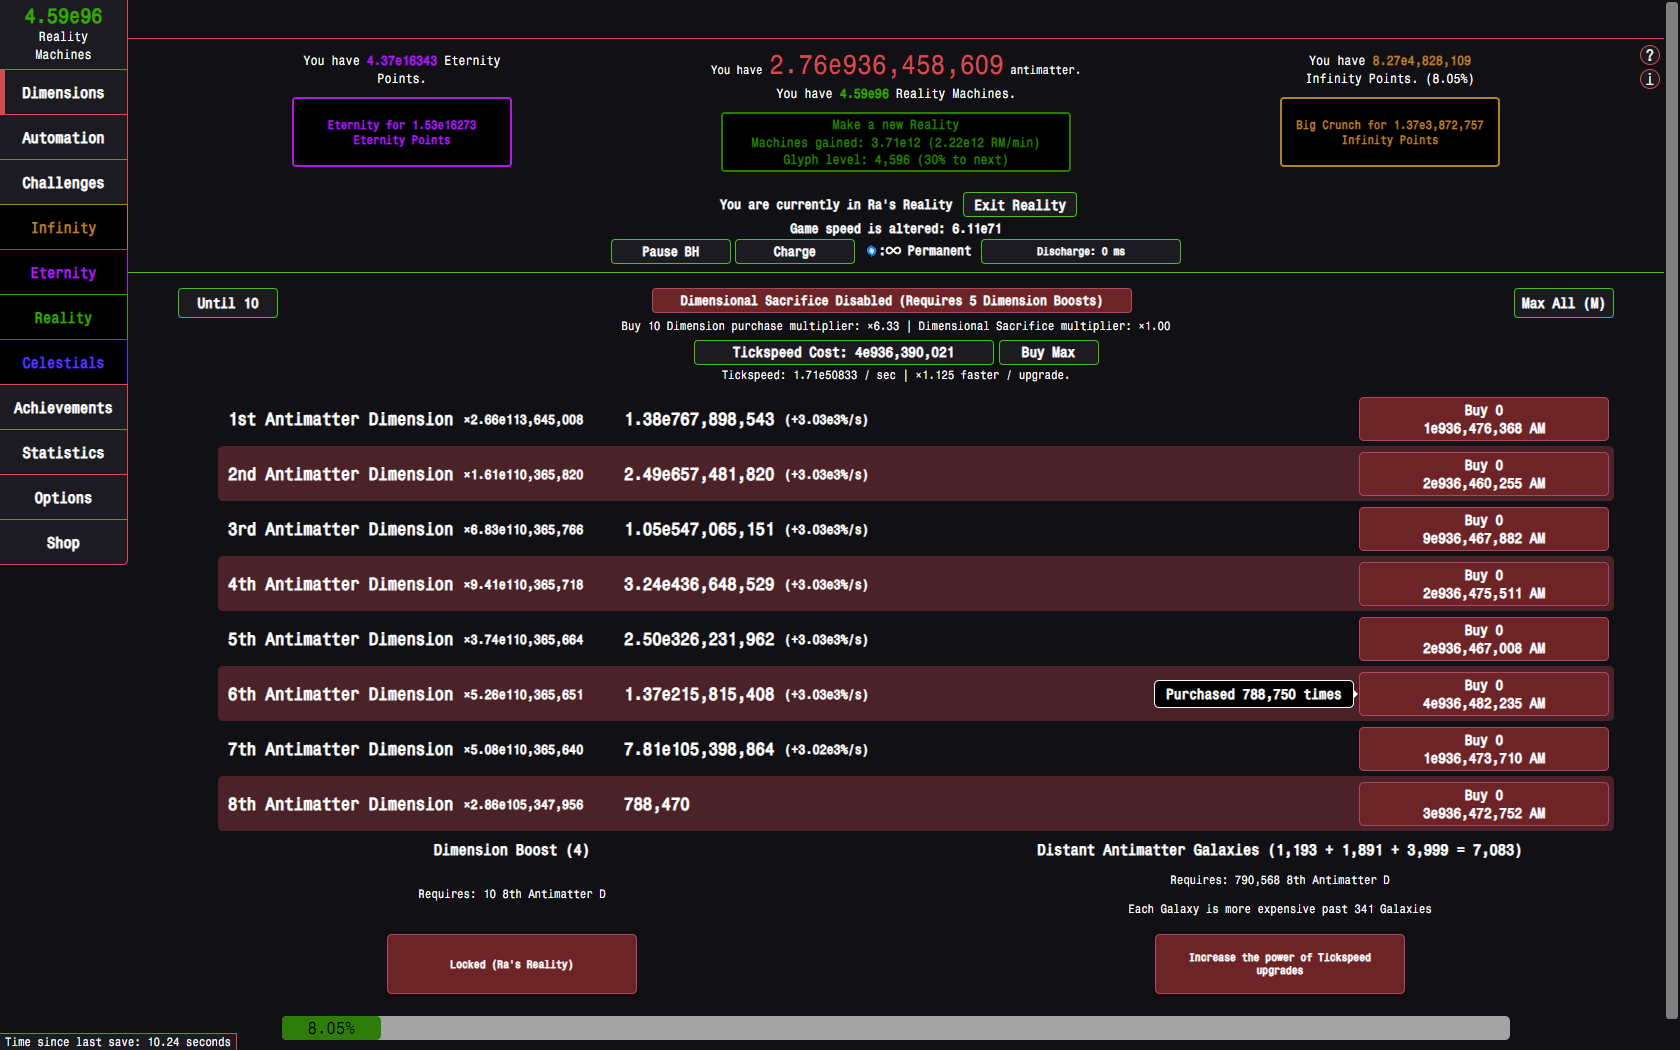 4.59e96
Reality
Machines
Dimensions
Automation
Challenges
Infinity
Eternity
Reality
Celestials
Achievements
Statistics
Options
Shop
You have 4.37e16343 Eternity
Points.
Eternity for 1.53e16273
Eternity Points
You have 2.76e936,458,609 antimatter.
You have 4.59e96 Reality Machines.
Make a new Reality
Machines gained: 3.71e12 (2.22e12 RM/min)
Glyph level: 4,596 (30% to next)
You have 8.27e4,828,109
Infinity Points. (8.05%)
Big Crunch for 1.37e3,872,757
Infinity Points
?
i
You are currently in Ra's Reality Exit Reality
Game speed is altered: 6.11e71
Pause BH Charge :∞ Permanent Discharge: 0 ms
Until 10
Dimensional Sacrifice Disabled (Requires 5 Dimension Boosts)
Max All (M)
Buy 10 Dimension purchase multiplier: ×6.33 | Dimensional Sacrifice multiplier: ×1.00
Tickspeed Cost: 4e936,390,021 Buy Max
Tickspeed: 1.71e50833 / sec | ×1.125 faster / upgrade.
1st Antimatter Dimension ×2.66e113,645,008 1.38e767,898,543 (+3.03e3%/s)
Buy 0
1e936,476,368 AM
2nd Antimatter Dimension ×1.61e110,365,820 2.49e657,481,820 (+3.03e3%/s)
Buy 0
2e936,460,255 AM
3rd Antimatter Dimension ×6.83e110,365,766 1.05e547,065,151 (+3.03e3%/s)
Buy 0
9e936,467,882 AM
4th Antimatter Dimension ×9.41e110,365,718 3.24e436,648,529 (+3.03e3%/s)
Buy 0
2e936,475,511 AM
5th Antimatter Dimension ×3.74e110,365,664 2.50e326,231,962 (+3.03e3%/s)
Buy 0
2e936,467,008 AM
6th Antimatter Dimension ×5.26e110,365,651 1.37e215,815,408 (+3.03e3%/s)
Purchased 788,750 times
Buy 0
4e936,482,235 AM
7th Antimatter Dimension ×5.08e110,365,640 7.81e105,398,864 (+3.02e3%/s)
Buy 0
1e936,473,710 AM
8th Antimatter Dimension ×2.86e105,347,956 788,470
Buy 0
3e936,472,752 AM
Dimension Boost (4)
Requires: 10 8th Antimatter D
Locked (Ra's Reality)
Distant Antimatter Galaxies (1,193 + 1,891 + 3,999 = 7,083)
Requires: 790,568 8th Antimatter D
Each Galaxy is more expensive past 341 Galaxies
Increase the power of Tickspeed
upgrades
8.05%
Time since last save: 10.24 seconds